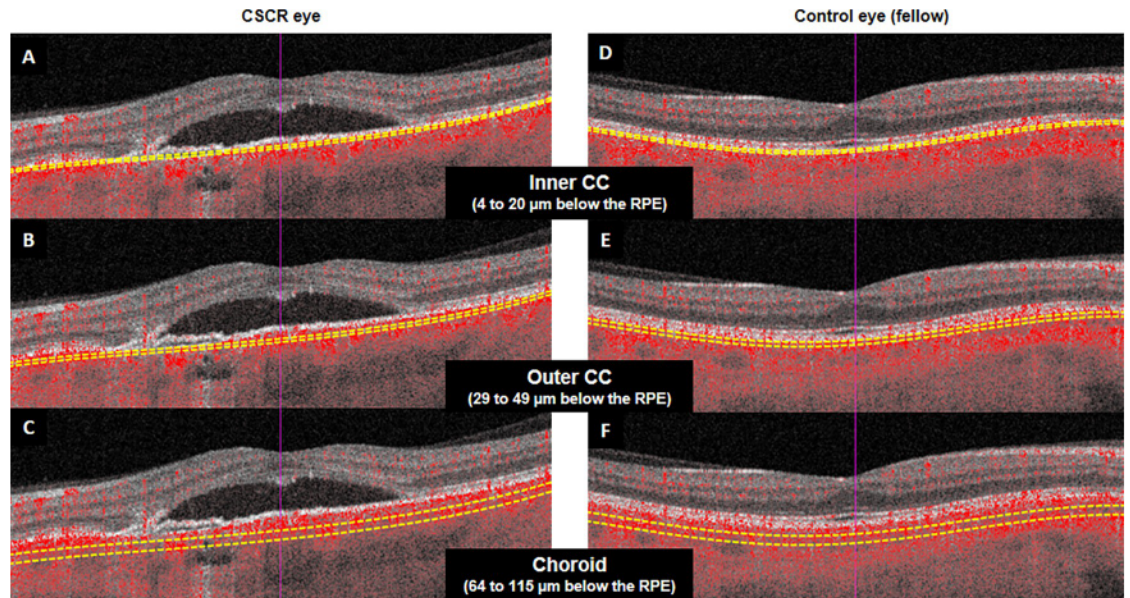 CSCR eye
Control eye (fellow)
A
D
Inner CC
(4 to 20 µm below the RPE)
B
E
Outer CC
(29 to 49 µm below the RPE)
C
F
Choroid
(64 to 115 µm below the RPE)